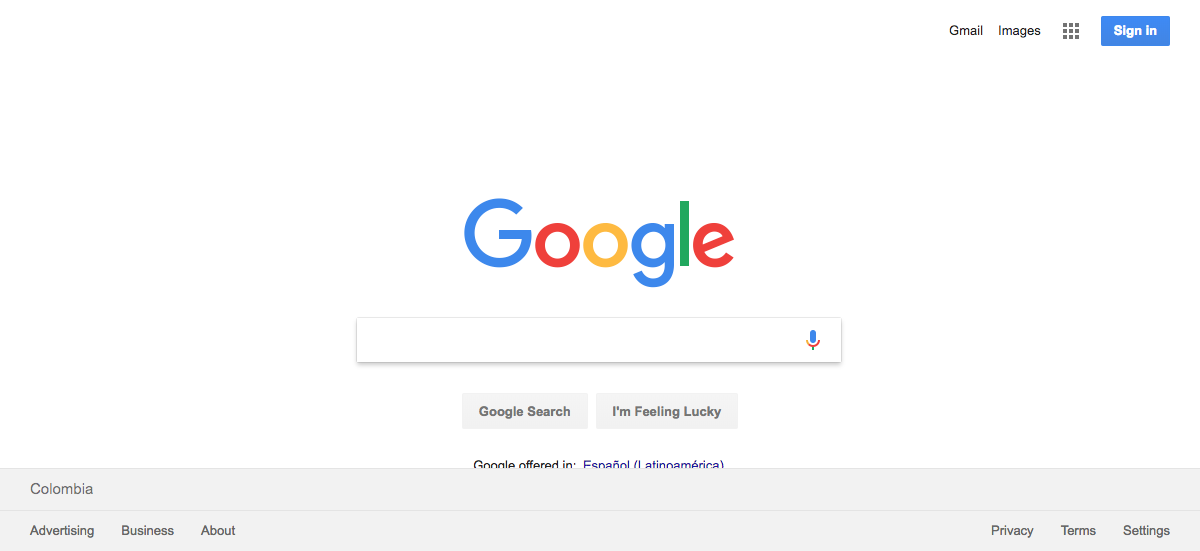 Gmail Images Sign in
Google
Google Search I'm Feeling Lucky
Google offered in: Español (Latinoamérica)
Colombia
Advertising Business About Privacy Terms Settings